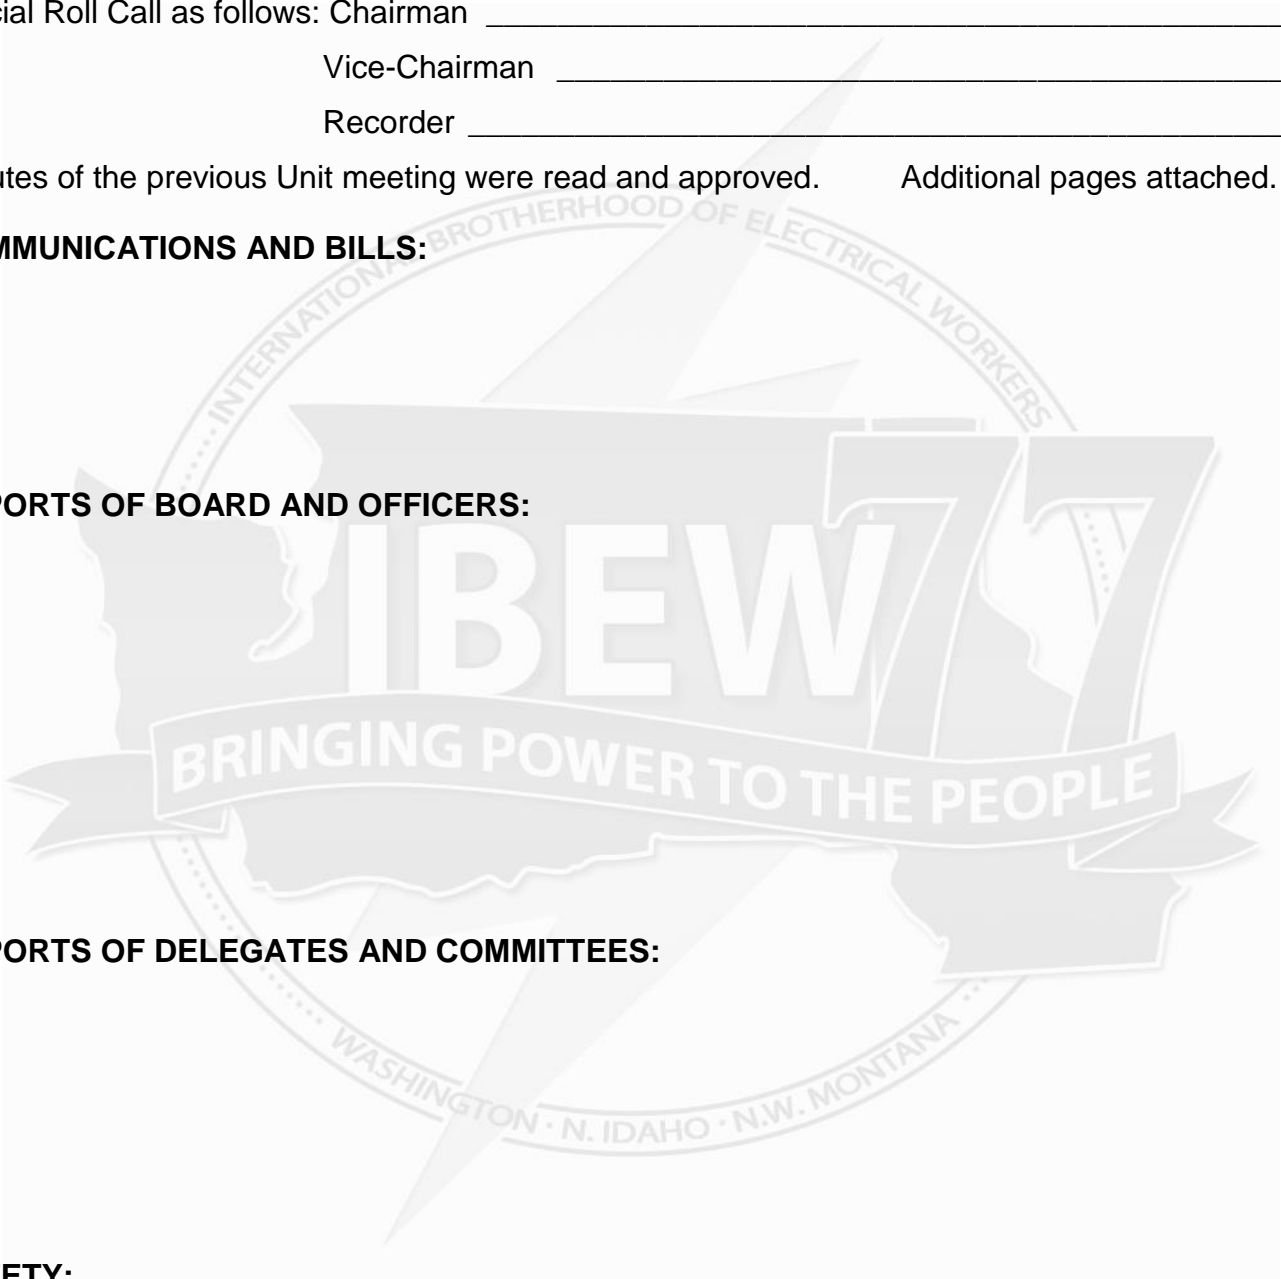 cial Roll Call as follows: Chairman
Vice-Chairman
Recorder
utes of the previous Unit meeting were read and approved. Additional pages attached.
MMUNICATIONS AND BILLS:
INTERNATIONAL BROTHERHOOD OF ELECTRICAL WORKERS
PORTS OF BOARD AND OFFICERS:
IBEW 77
BRINGING POWER TO THE PEOPLE
PORTS OF DELEGATES AND COMMITTEES:
WASHINGTON · N. IDAHO · N.W. MONTANA
ETY: